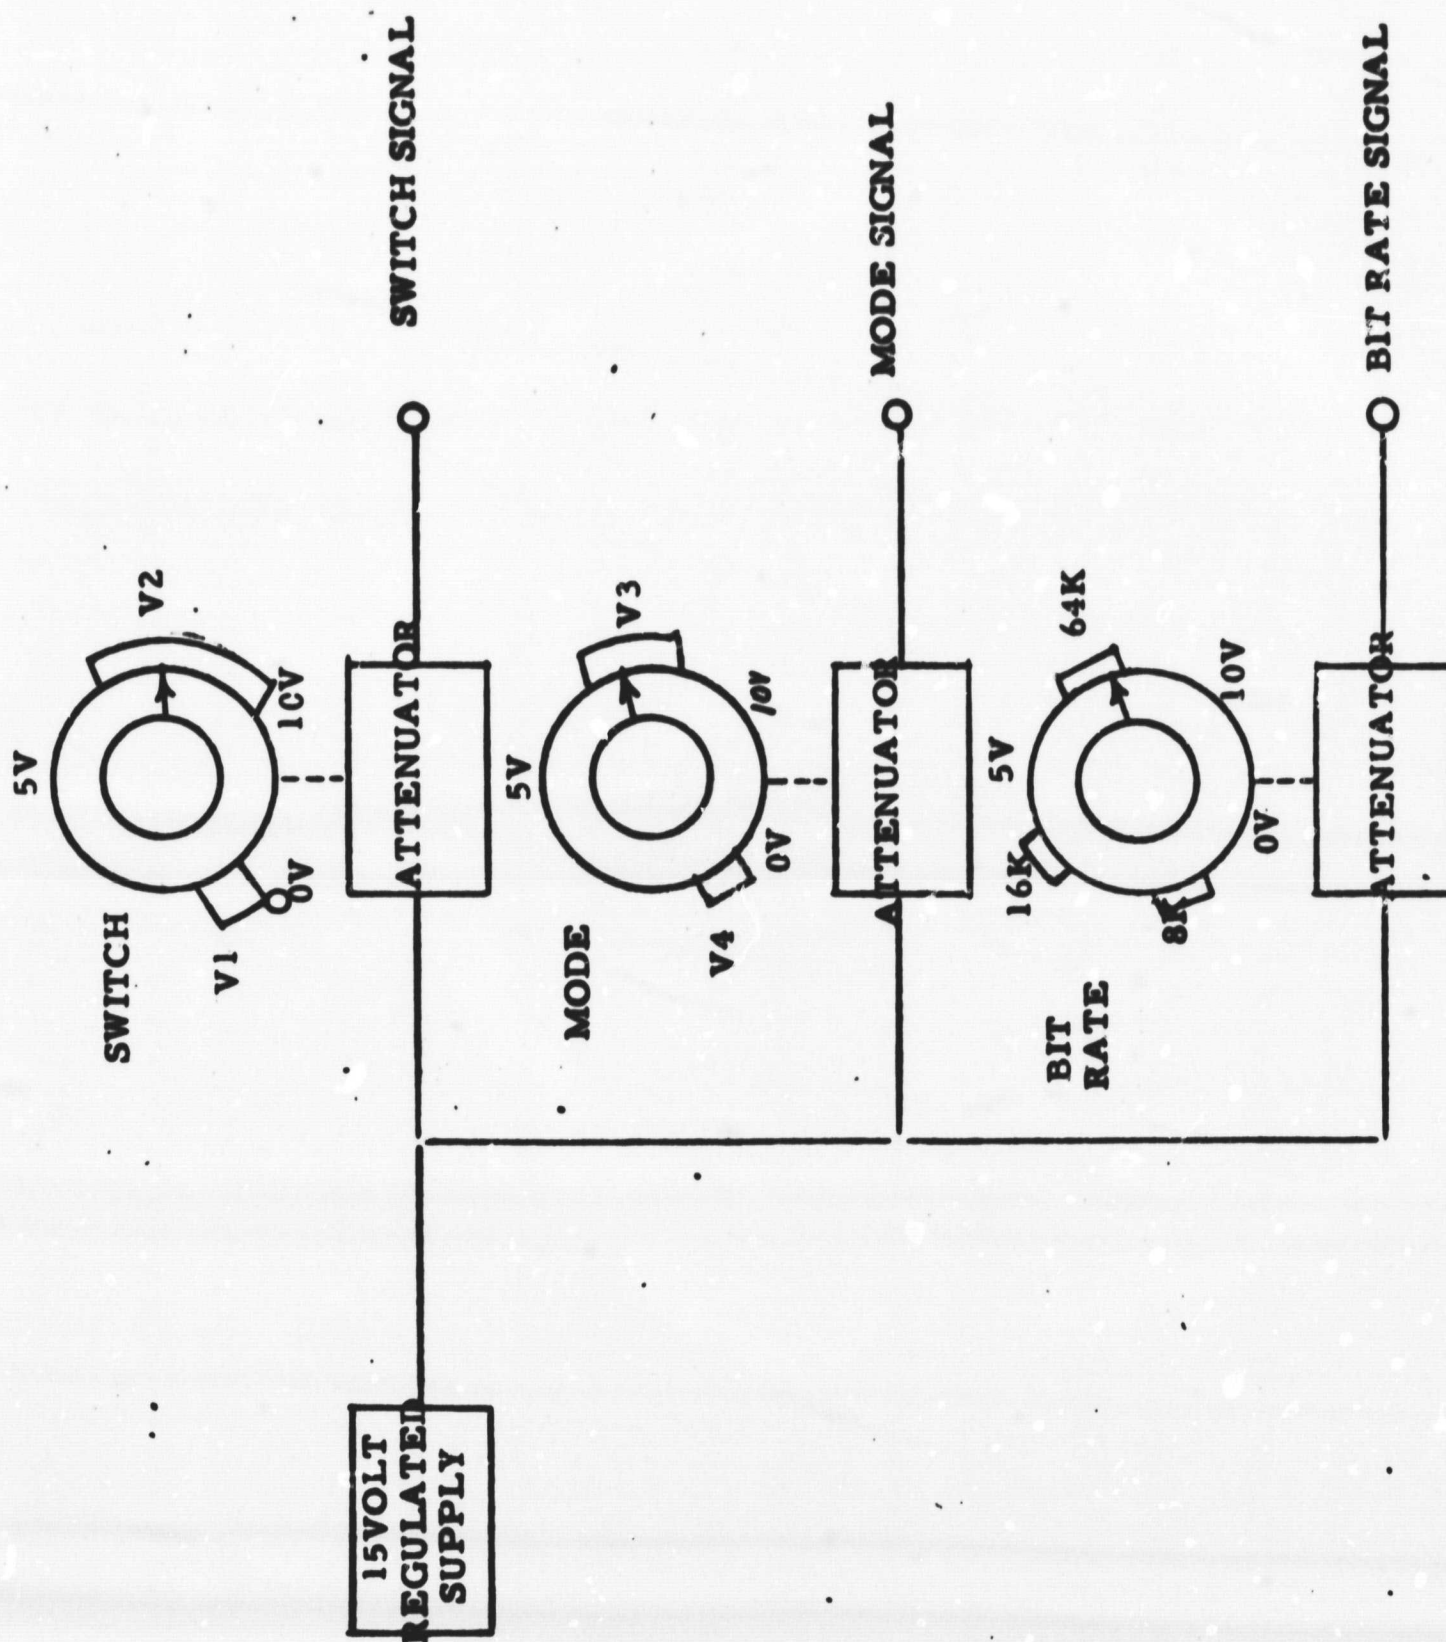 15VOLT
REGULATED
SUPPLY
SWITCH
5V
V1
V2
0V
10V
ATTENUATOR
SWITCH SIGNAL
MODE
5V
V4
V3
0V
10V
ATTENUATOR
MODE SIGNAL
BIT
RATE
16K
5V
64K
8K
0V
10V
ATTENUATOR
BIT RATE SIGNAL